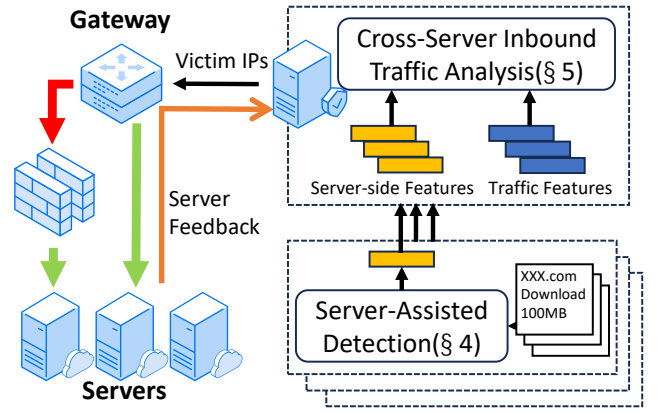 Gateway
Victim IPs
Cross-Server Inbound
Traffic Analysis(§ 5)
Server-side Features
Traffic Features
Server
Feedback
XXX.com
Download
100MB
Server-Assisted
Detection(§ 4)
Servers